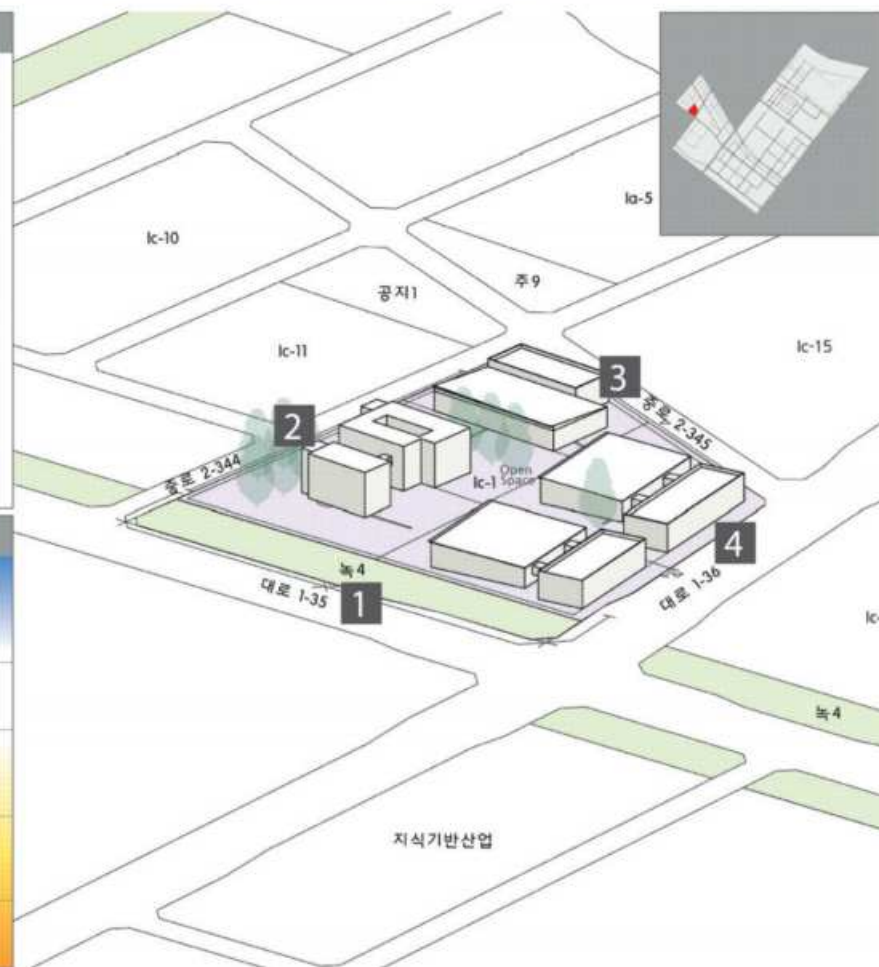 Ia-5
Ic-10
주9
공지1
Ic-11
Ic-15
3
중로 2-345
2
중로 2-344
Open
Space
Ic-1
4
녹4
대로 1-35
1
대로 1-36
녹4
지식기반산업